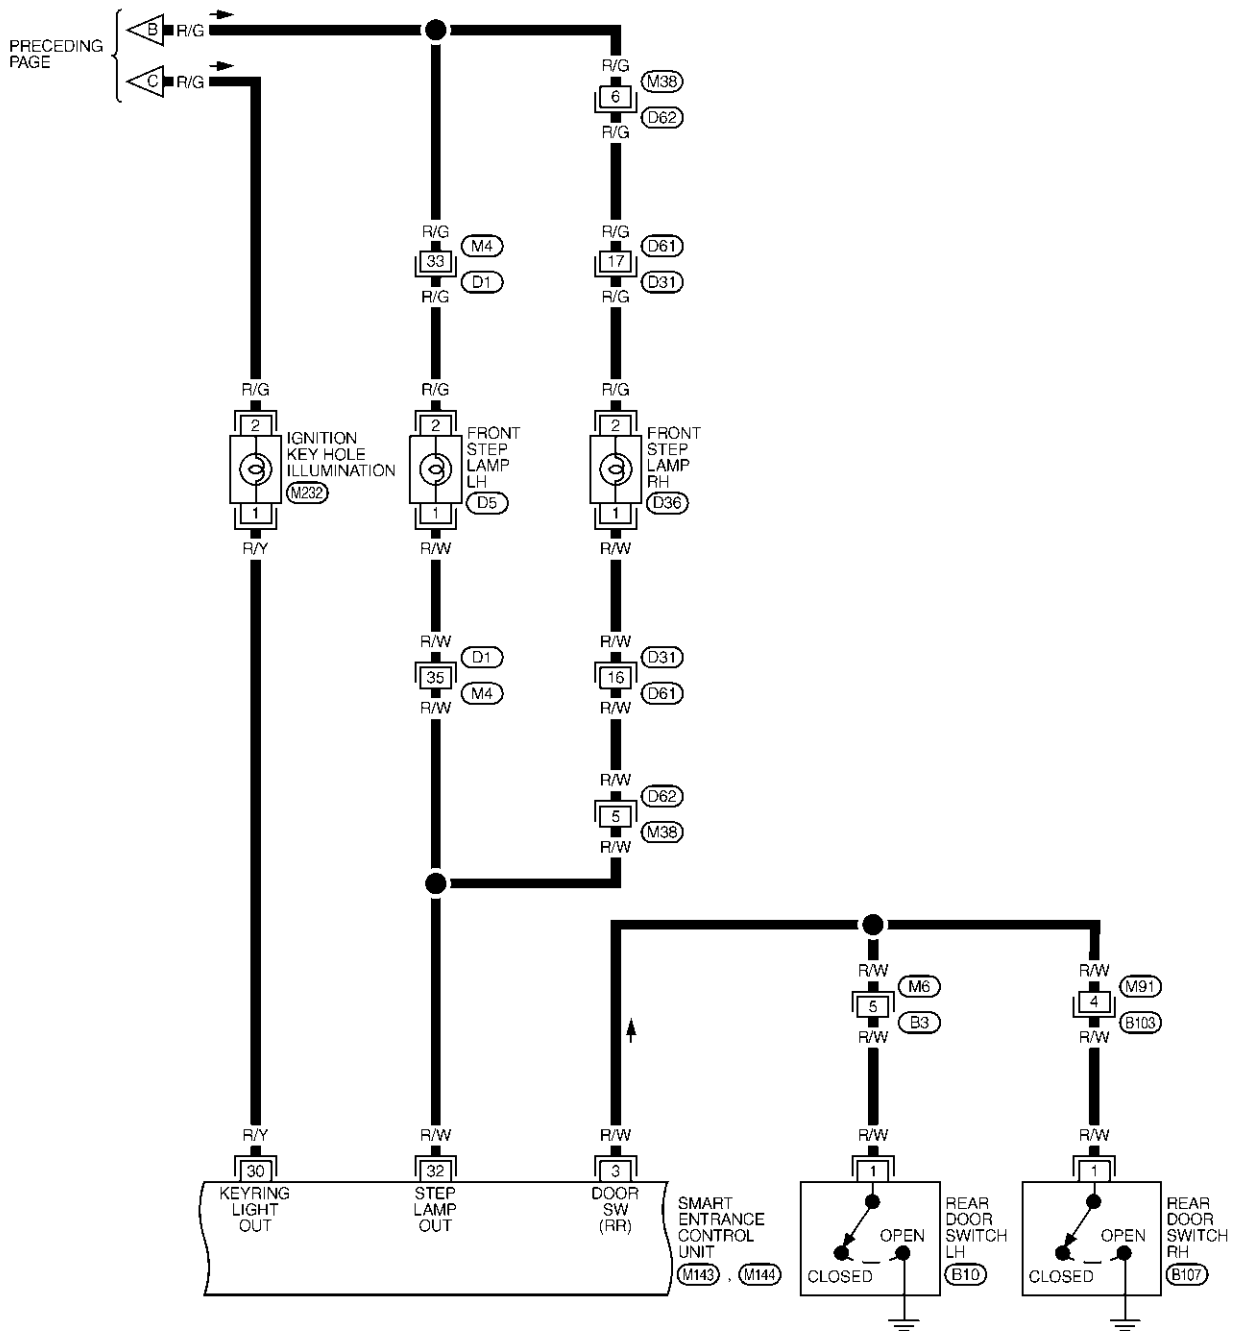 PRECEDING
PAGE
B R/G
C R/G
R/G
6
M38
D62
R/G
R/G
33
M4
D1
R/G
R/G
17
D61
D31
R/G
R/G
2
IGNITION
KEY HOLE
ILLUMINATION
M232
1
R/Y
R/G
2
FRONT
STEP
LAMP
LH
D5
1
R/W
R/G
2
FRONT
STEP
LAMP
RH
D36
1
R/W
R/W
35
D1
M4
R/W
R/W
16
D31
D61
R/W
R/W
5
D62
M38
R/W
R/W
5
M6
B3
R/W
R/W
4
M91
B103
R/W
R/Y
30
KEYRING
LIGHT
OUT
R/W
32
STEP
LAMP
OUT
R/W
3
DOOR
SW
(RR)
SMART
ENTRANCE
CONTROL
UNIT
M143 , M144
R/W
1
OPEN
CLOSED
REAR
DOOR
SWITCH
LH
B10
R/W
1
OPEN
CLOSED
REAR
DOOR
SWITCH
RH
B107